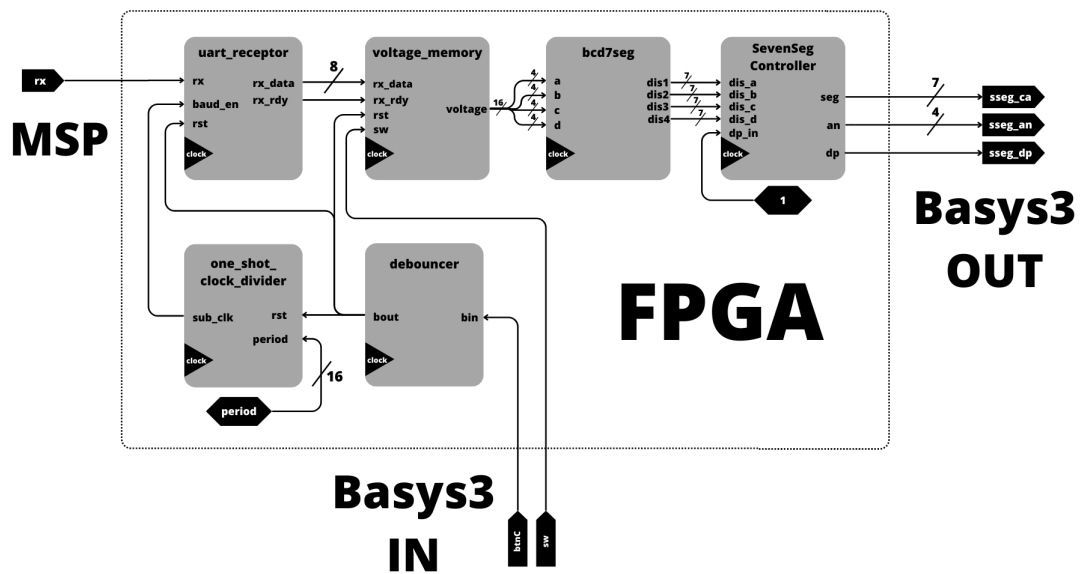 uart_receptor
rx
baud_en
rst
rx_data
rx_rdy
clock
8
voltage_memory
rx_data
rx_rdy
rst
sw
voltage
clock
16
4
4
4
4
bcd7seg
a
b
c
d
dis1
dis2
dis3
dis4
clock
7
7
7
7
SevenSeg
Controller
dis_a
dis_b
dis_c
dis_d
dp_in
seg
an
dp
clock
1
7
4
sseg_ca
sseg_an
sseg_dp
rx
MSP
Basys3
OUT
one_shot_
clock_divider
sub_clk
rst
period
clock
16
period
debouncer
bout
bin
clock
FPGA
Basys3
IN
btnC
sw